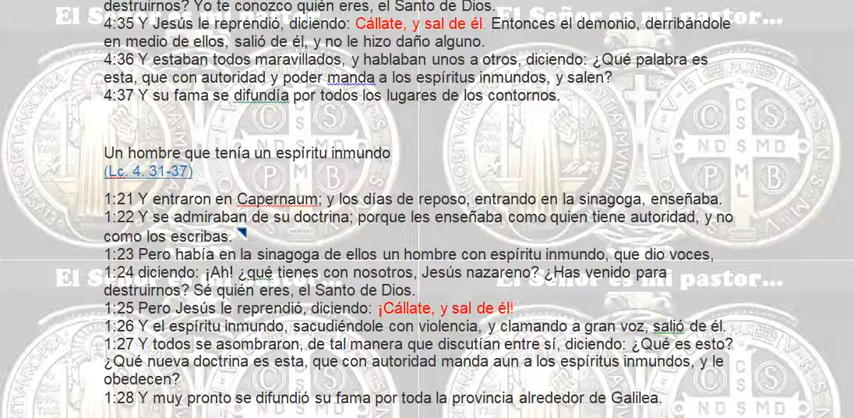 destruirnos? Yo te conozco quién eres, el Santo de Dios.
4:35 Y Jesús le reprendió, diciendo: Cállate, y sal de él. Entonces el demonio, derribándole
en medio de ellos, salió de él, y no le hizo daño alguno.
4:36 Y estaban todos maravillados, y hablaban unos a otros, diciendo: ¿Qué palabra es
esta, que con autoridad y poder manda a los espíritus inmundos, y salen?
4:37 Y su fama se difundía por todos los lugares de los contornos.
Un hombre que tenía un espíritu inmundo
(Lc. 4. 31-37)
1:21 Y entraron en Capernaum; y los días de reposo, entrando en la sinagoga, enseñaba.
1:22 Y se admiraban de su doctrina; porque les enseñaba como quien tiene autoridad, y no
como los escribas.
1:23 Pero había en la sinagoga de ellos un hombre con espíritu inmundo, que dio voces,
1:24 diciendo: ¡Ah! ¿qué tienes con nosotros, Jesús nazareno? ¿Has venido para
destruirnos? Sé quién eres, el Santo de Dios.
1:25 Pero Jesús le reprendió, diciendo: ¡Cállate, y sal de él!
1:26 Y el espíritu inmundo, sacudiéndole con violencia, y clamando a gran voz, salió de él.
1:27 Y todos se asombraron, de tal manera que discutían entre sí, diciendo: ¿Qué es esto?
¿Qué nueva doctrina es esta, que con autoridad manda aun a los espíritus inmundos, y le
obedecen?
1:28 Y muy pronto se difundió su fama por toda la provincia alrededor de Galilea.